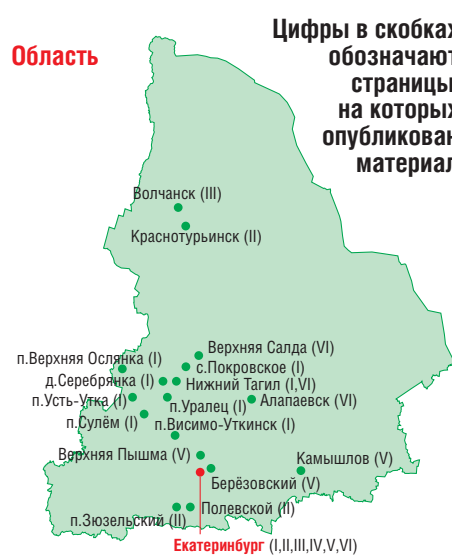 Область
Цифры в скобках
обозначают
страницы,
на которых
опубликован
материал
Волчанск (III)
Краснотурьинск (II)
Верхняя Салда (VI)
п.Верхняя Ослянка (I)
с.Покровское (I)
д.Серебрянка (I)
Нижний Тагил (I,VI)
п.Усть-Утка (I)
п.Уралец (I)
Алапаевск (VI)
п.Сулём (I)
п.Висимо-Уткинск (I)
Верхняя Пышма (V)
Камышлов (V)
Берёзовский (V)
Полевской (II)
п.Зюзельский (II)
Екатеринбург (I,II,III,IV,V,VI)